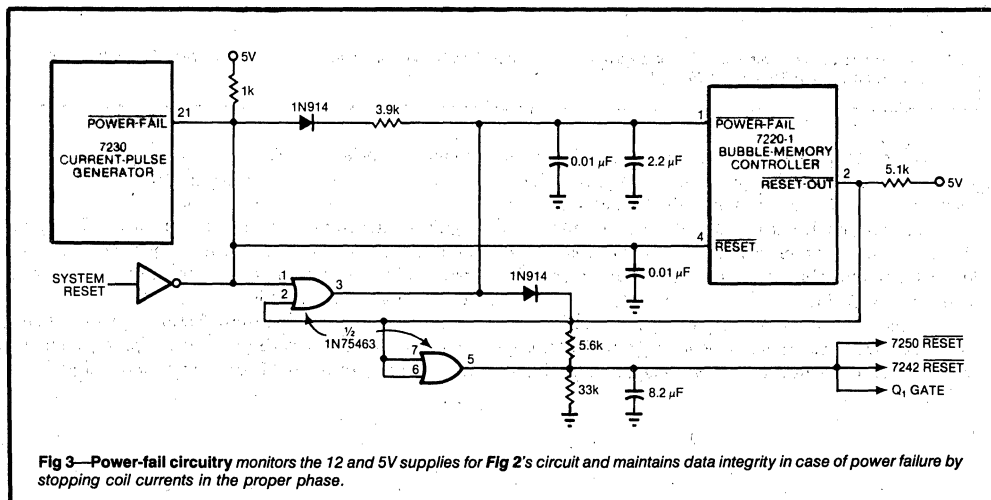 5V
1k
1N914
3.9k
21
POWER-FAIL
7230
CURRENT-PULSE
GENERATOR
0.01 µF
2.2 µF
1
POWER-FAIL
7220-1
BUBBLE-MEMORY
CONTROLLER
RESET-OUT
2
5.1k
5V
4
RESET
0.01 µF
SYSTEM
RESET
1
2
3
1N914
½
1N75463
7
6
5
5.6k
33k
8.2 µF
7250 RESET
7242 RESET
Q₁ GATE
Fig 3—Power-fail circuitry monitors the 12 and 5V supplies for Fig 2's circuit and maintains data integrity in case of power failure by
stopping coil currents in the proper phase.